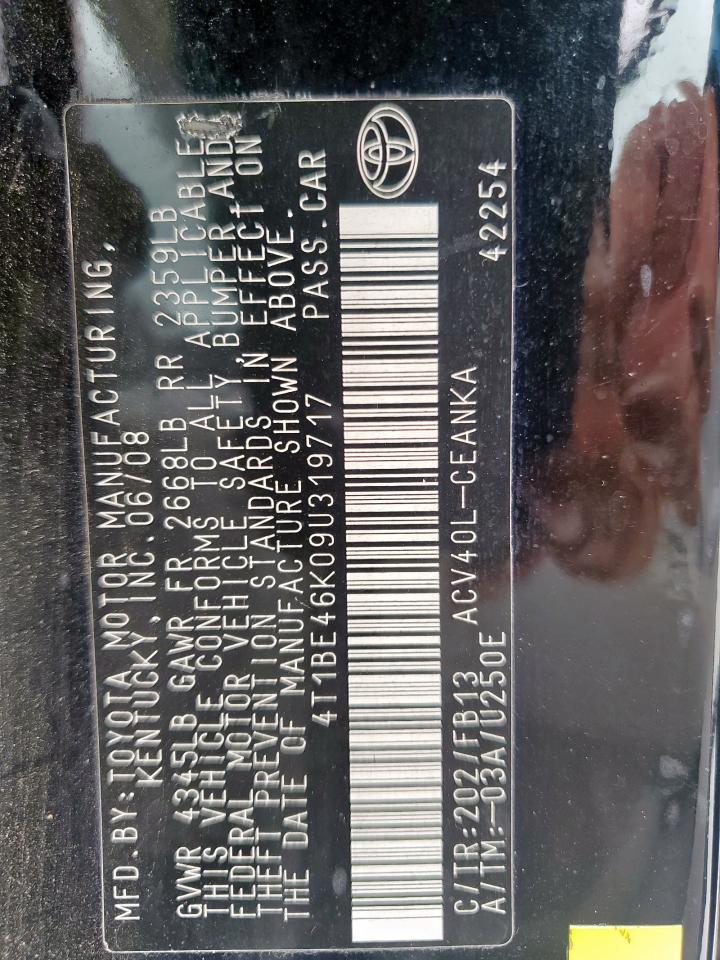 MFD.BY:TOYOTA MOTOR MANUFACTURING,
KENTUCKY,INC.06/08
GVWR 4345LB GAWR FR 2668LB RR 2359LB
THIS VEHICLE CONFORMS TO ALL APPLICABLE
FEDERAL MOTOR VEHICLE SAFETY, BUMPER AND
THEFT PREVENTION STANDARDS IN EFFECT ON
THE DATE OF MANUFACTURE SHOWN ABOVE.
4T1BE46K09U319717 PASS.CAR
C/TR:202/FB13 ACV40L-CEANKA 42254
A/TM:-03A/U250E